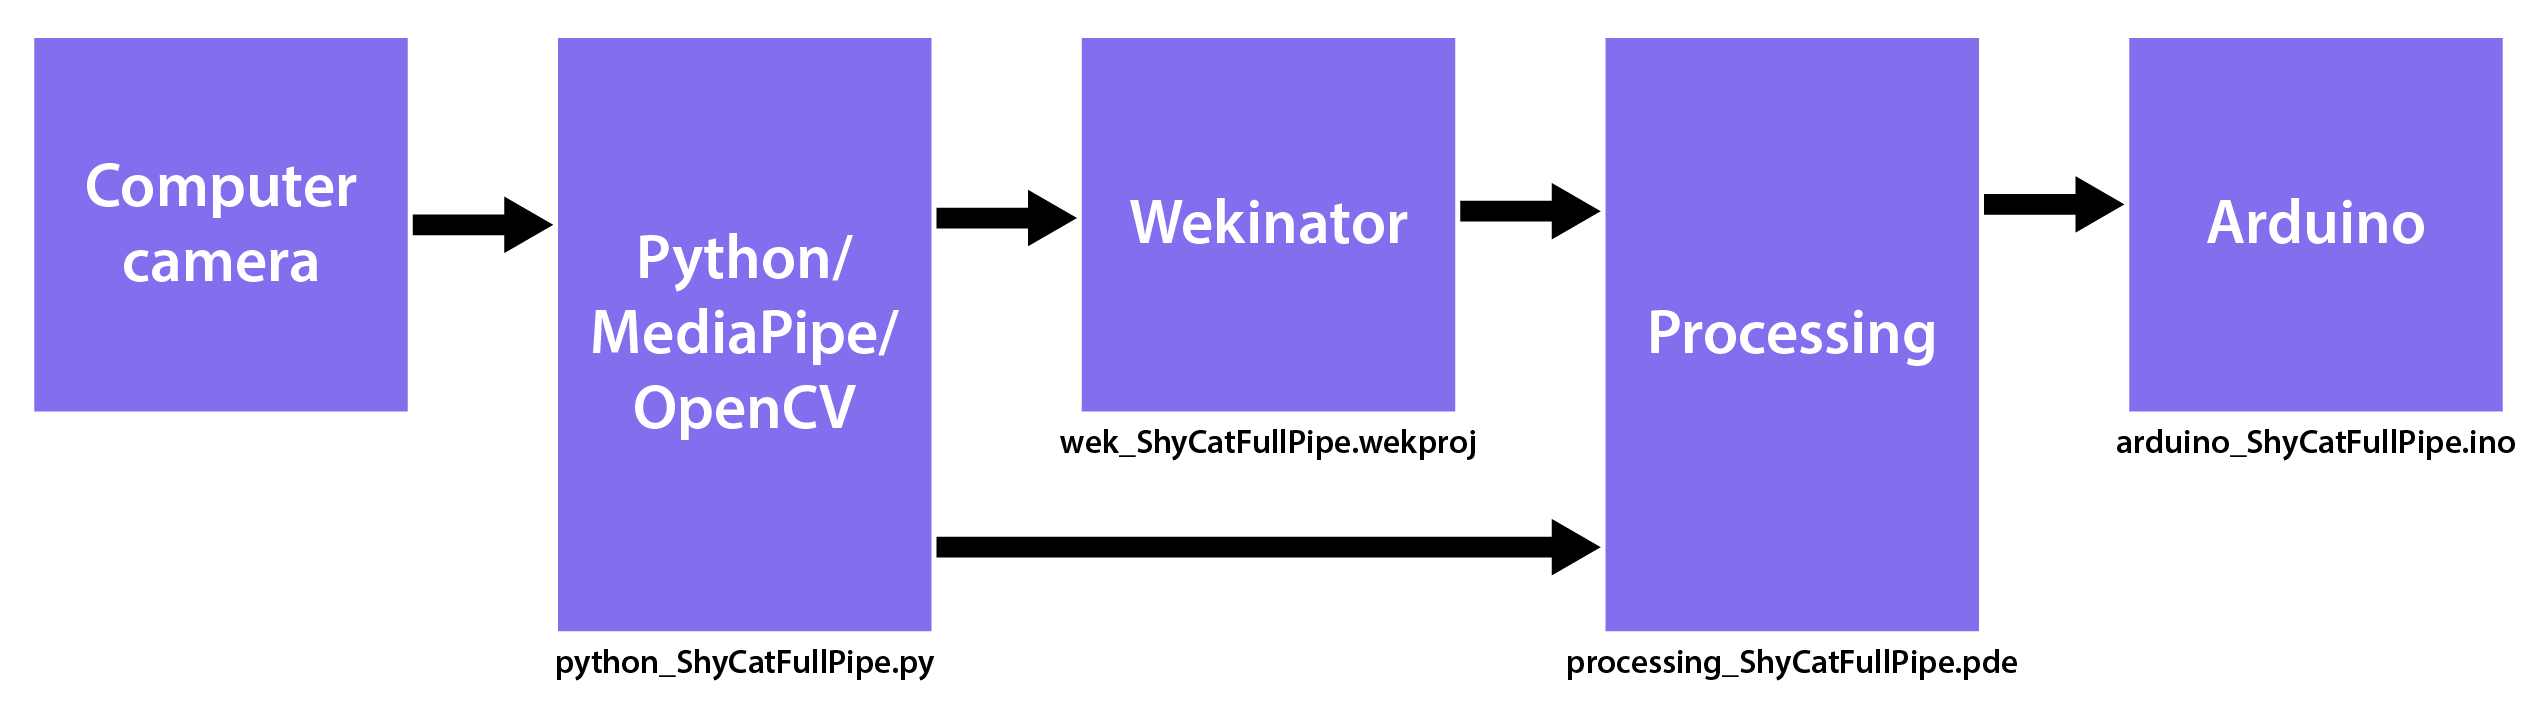 Computer
camera
Python/
MediaPipe/
OpenCV
python_ShyCatFullPipe.py
Wekinator
wek_ShyCatFullPipe.wekproj
Processing
processing_ShyCatFullPipe.pde
Arduino
arduino_ShyCatFullPipe.ino